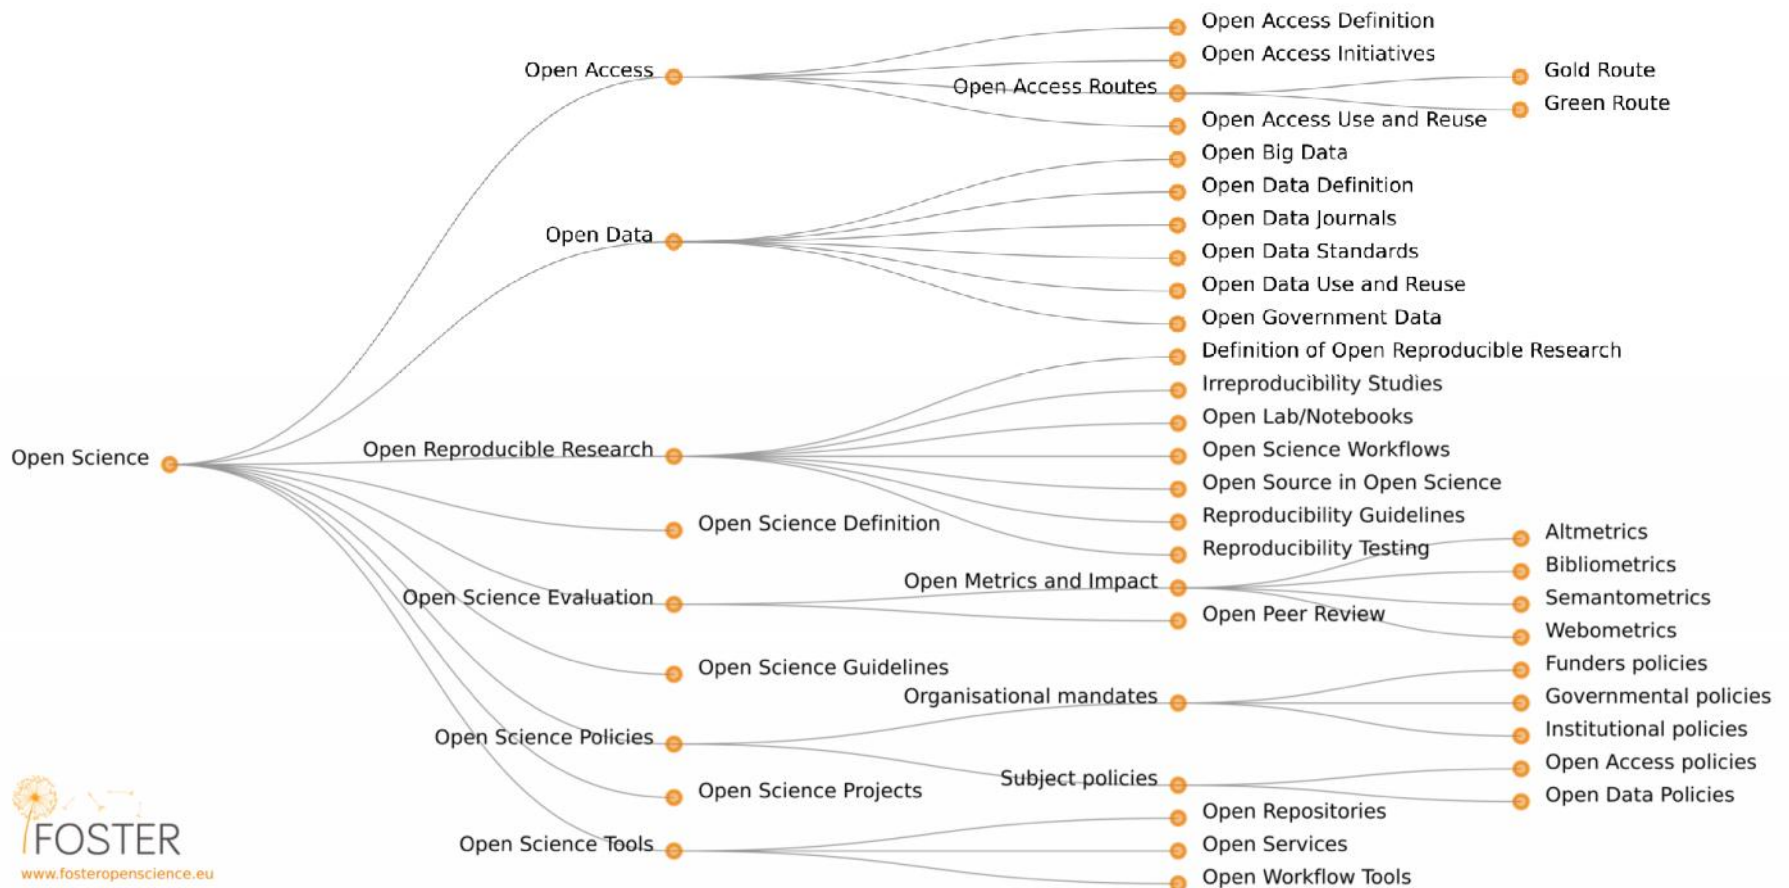 Open Science
Open Access
Open Access Definition
Open Access Initiatives
Open Access Routes
Gold Route
Green Route
Open Access Use and Reuse
Open Data
Open Big Data
Open Data Definition
Open Data Journals
Open Data Standards
Open Data Use and Reuse
Open Government Data
Open Reproducible Research
Definition of Open Reproducible Research
Irreproducibility Studies
Open Lab/Notebooks
Open Science Workflows
Open Source in Open Science
Reproducibility Guidelines
Reproducibility Testing
Open Science Definition
Open Science Evaluation
Open Metrics and Impact
Altmetrics
Bibliometrics
Semantometrics
Webometrics
Open Peer Review
Open Science Guidelines
Open Science Policies
Organisational mandates
Funders policies
Governmental policies
Institutional policies
Subject policies
Open Access policies
Open Data Policies
Open Science Projects
Open Science Tools
Open Repositories
Open Services
Open Workflow Tools
FOSTER
www.fosteropenscience.eu